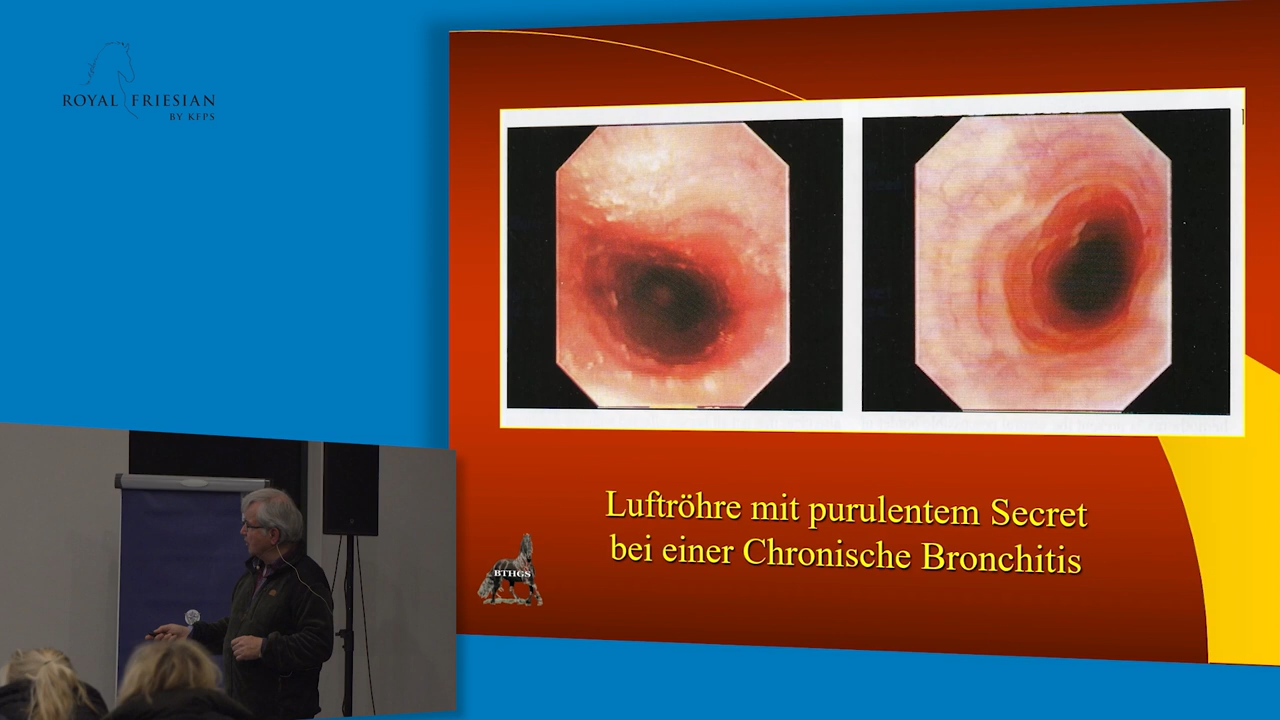 ROYAL FRIESIAN
BY KFPS
Luftröhre mit purulentem Secret
bei einer Chronische Bronchitis
BTHGS